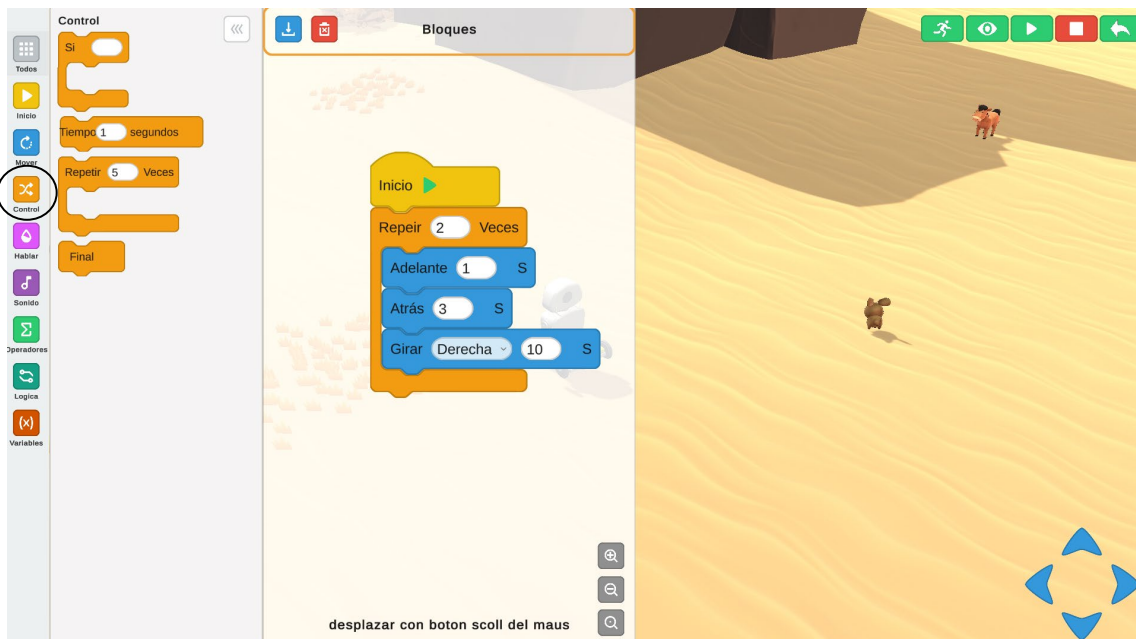 Todos
Inicio
Mover
Control
Hablar
Sonido
Operadores
Logica
(x)
Variables
Control
Si
Tiempo 1 segundos
Repetir 5 Veces
Final
Bloques
Inicio
Repeir 2 Veces
Adelante 1 S
Atrás 3 S
Girar Derecha 10 S
desplazar con boton scoll del maus